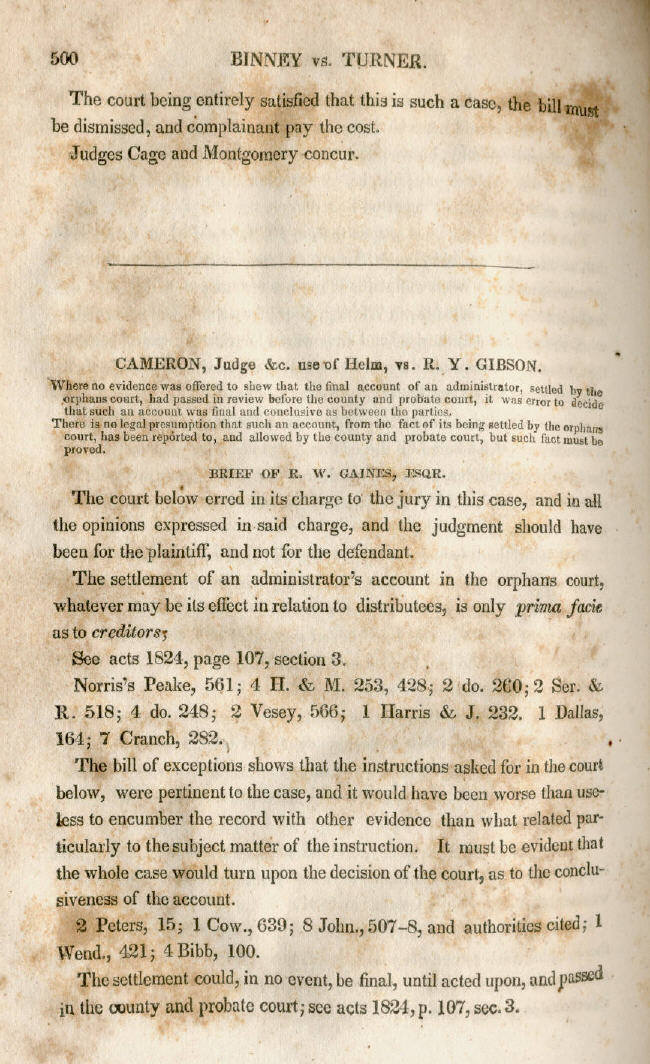 500 BINNEY vs. TURNER.
The court being entirely satisfied that this is such a case, the bill must
be dismissed, and complainant pay the cost.
Judges Cage and Montgomery concur.
CAMERON, Judge &c. use of Helm, vs. R. Y. GIBSON.
Where no evidence was offered to shew that the final account of an administrator, settled by the
orphans court, had passed in review before the county and probate court, it was error to decide
that such an account was final and conclusive as between the parties.
There is no legal presumption that such an account, from the fact of its being settled by the orphans
court, has been reported to, and allowed by the county and probate court, but such fact must be
proved.
BRIEF OF R. W. GAINES, ESQR.
The court below erred in its charge to the jury in this case, and in all
the opinions expressed in said charge, and the judgment should have
been for the plaintiff, and not for the defendant.
The settlement of an administrator's account in the orphans court,
whatever may be its effect in relation to distributees, is only prima facie
as to creditors;
See acts 1824, page 107, section 3.
Norris's Peake, 561; 4 H. & M. 253, 428; 2 do. 260; 2 Ser. &
R. 518; 4 do. 248; 2 Vesey, 566; 1 Harris & J. 232. 1 Dallas,
164; 7 Cranch, 282.
The bill of exceptions shows that the instructions asked for in the court
below, were pertinent to the case, and it would have been worse than use-
less to encumber the record with other evidence than what related par-
ticularly to the subject matter of the instruction. It must be evident that
the whole case would turn upon the decision of the court, as to the conclu-
siveness of the account.
2 Peters, 15; 1 Cow., 639; 8 John., 507-8, and authorities cited; 1
Wend., 421; 4 Bibb, 100.
The settlement could, in no event, be final, until acted upon, and passed
in the county and probate court; see acts 1824, p. 107, sec. 3.